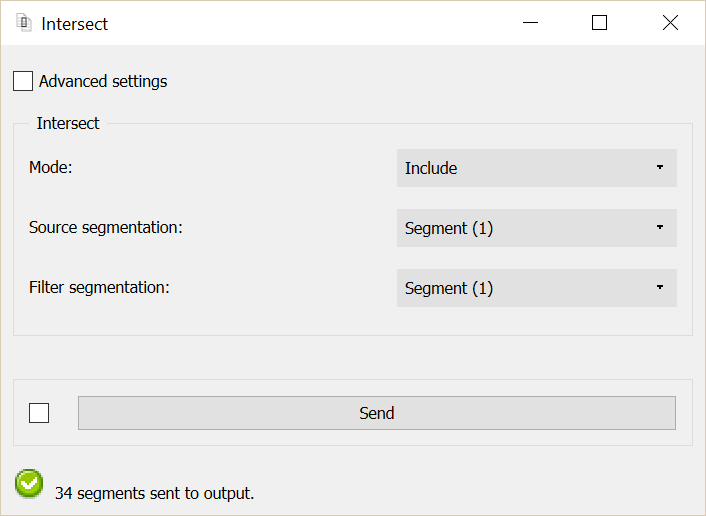 Intersect
Advanced settings
Intersect
Mode: Include
Source segmentation: Segment (1)
Filter segmentation: Segment (1)
Send
34 segments sent to output.